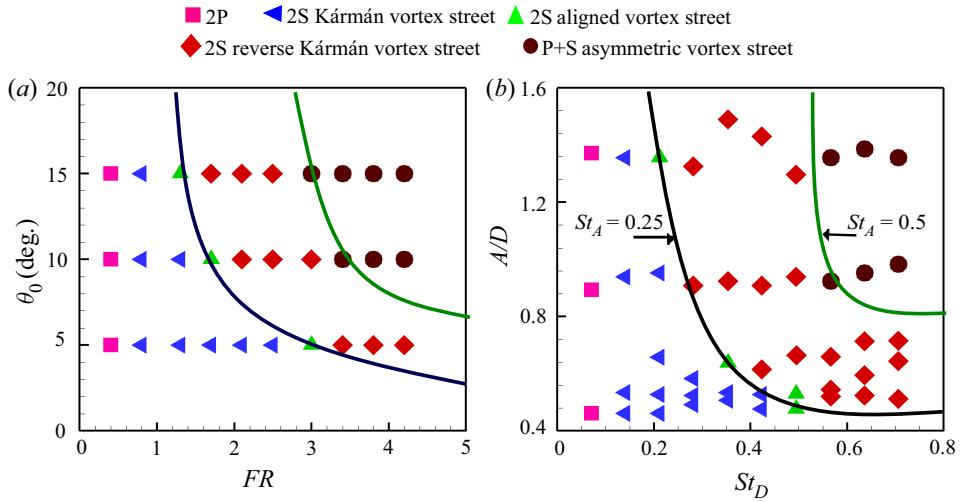 2P 2S Kármán vortex street 2S aligned vortex street
2S reverse Kármán vortex street P+S asymmetric vortex street
(a) (b)
20
15
10
5
0
θ0 (deg.)
0 1 2 3 4 5
FR
1.6
1.2
0.8
0.4
A/D
StA = 0.25
StA = 0.5
0 0.2 0.4 0.6 0.8
StD